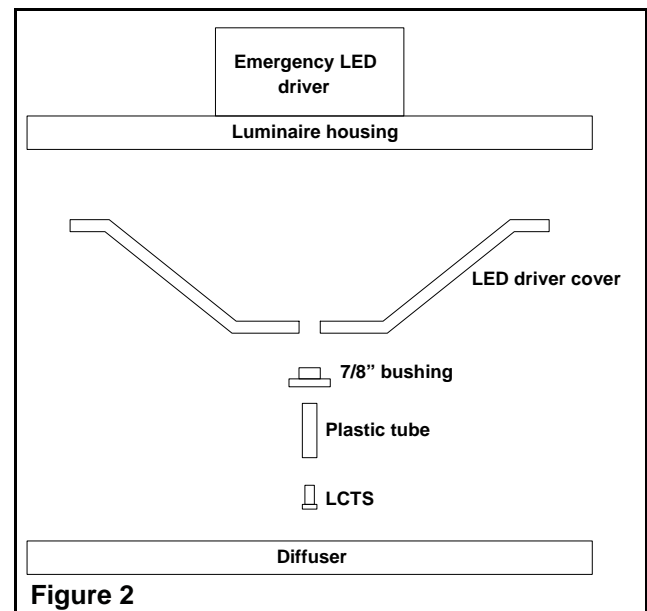 Emergency LED
driver
Luminaire housing
LED driver cover
7/8” bushing
Plastic tube
LCTS
Diffuser
Figure 2